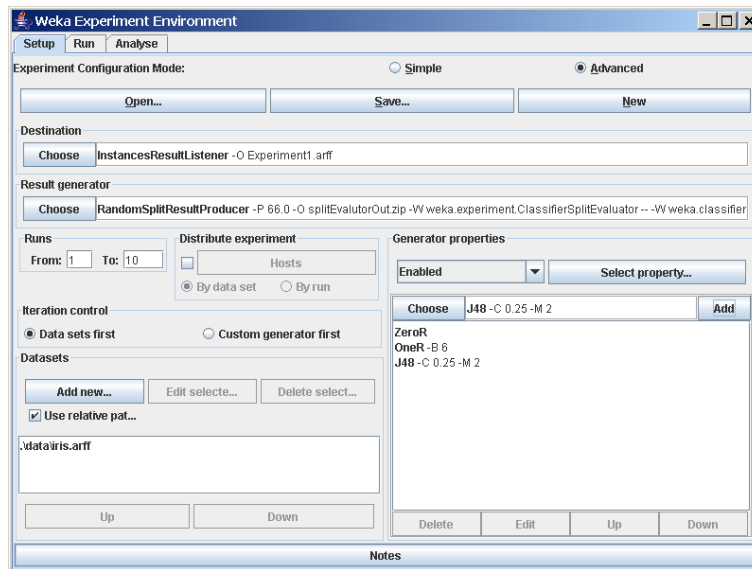 Weka Experiment Environment
Setup Run Analyse
Experiment Configuration Mode: Simple Advanced
Open... Save... New
Destination
Choose InstancesResultListener -O Experiment1.arff
Result generator
Choose RandomSplitResultProducer -P 66.0 -O splitEvalutorOut.zip -W weka.experiment.ClassifierSplitEvaluator -- -W weka.classifier
Runs
From: 1 To: 10
Distribute experiment
Hosts
By data set By run
Generator properties
Enabled Select property...
Choose J48 -C 0.25 -M 2 Add
ZeroR
OneR -B 6
J48 -C 0.25 -M 2
Iteration control
Data sets first Custom generator first
Datasets
Add new... Edit selecte... Delete select...
Use relative pat...
.\data\iris.arff
Up Down
Delete Edit Up Down
Notes